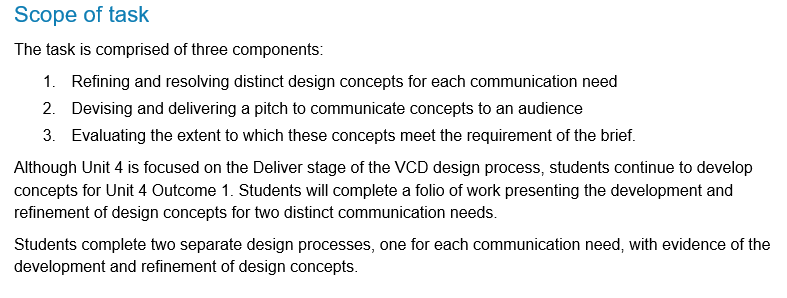 Scope of task
The task is comprised of three components:
1. Refining and resolving distinct design concepts for each communication need
2. Devising and delivering a pitch to communicate concepts to an audience
3. Evaluating the extent to which these concepts meet the requirement of the brief.
Although Unit 4 is focused on the Deliver stage of the VCD design process, students continue to develop
concepts for Unit 4 Outcome 1. Students will complete a folio of work presenting the development and
refinement of design concepts for two distinct communication needs.
Students complete two separate design processes, one for each communication need, with evidence of the
development and refinement of design concepts.